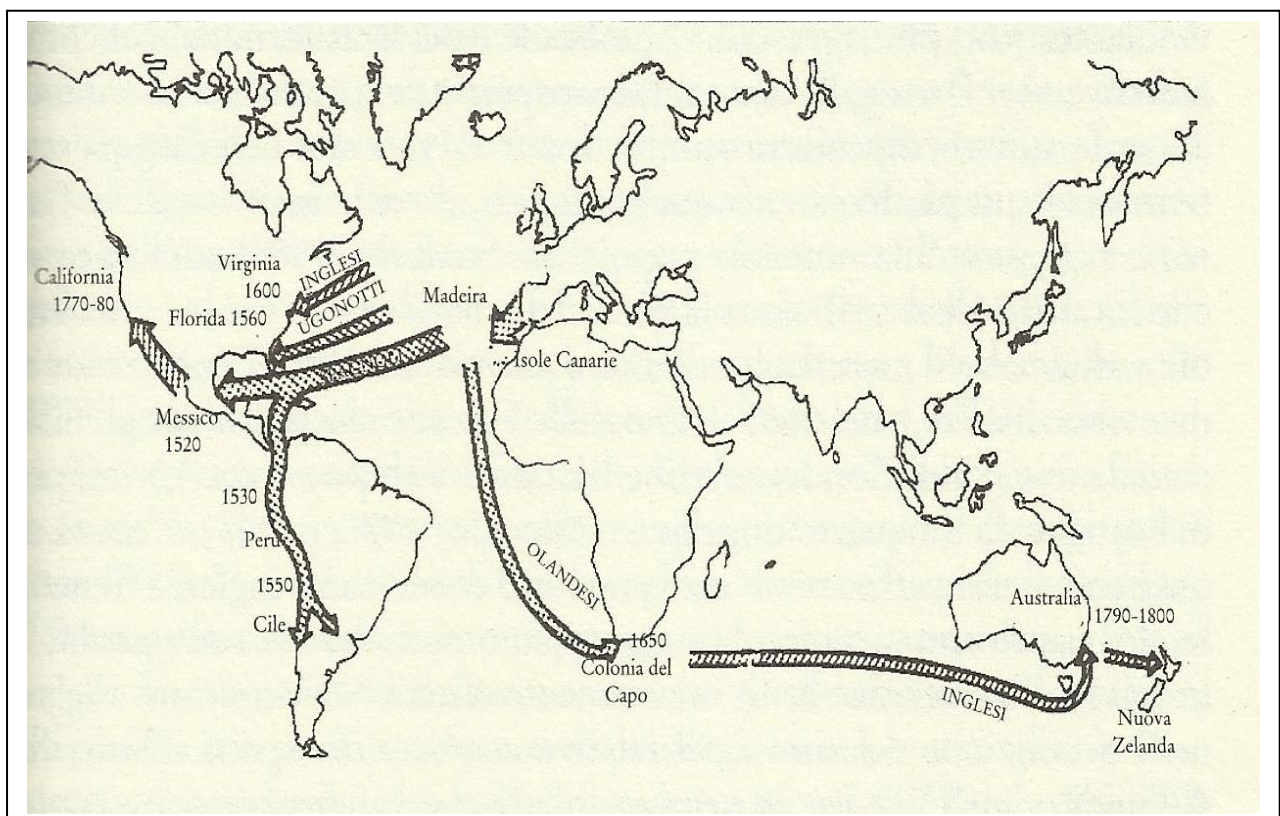 California
1770-80
Virginia
1600
INGLESI
Florida 1560
UGONOTTI
Madeira
Isole Canarie
Messico
1520
1530
Perù
1550
Cile
OLANDESI
1650
Colonia del
Capo
INGLESI
Australia
1790-1800
Nuova
Zelanda